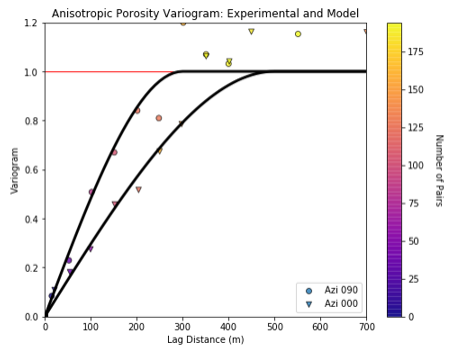 Anisotropic Porosity Variogram: Experimental and Model
1.2
1.0
0.8
0.6
0.4
0.2
0.0
Variogram
0 100 200 300 400 500 600 700
Lag Distance (m)
Azi 090
Azi 000
175
150
125
100
75
50
25
0
Number of Pairs